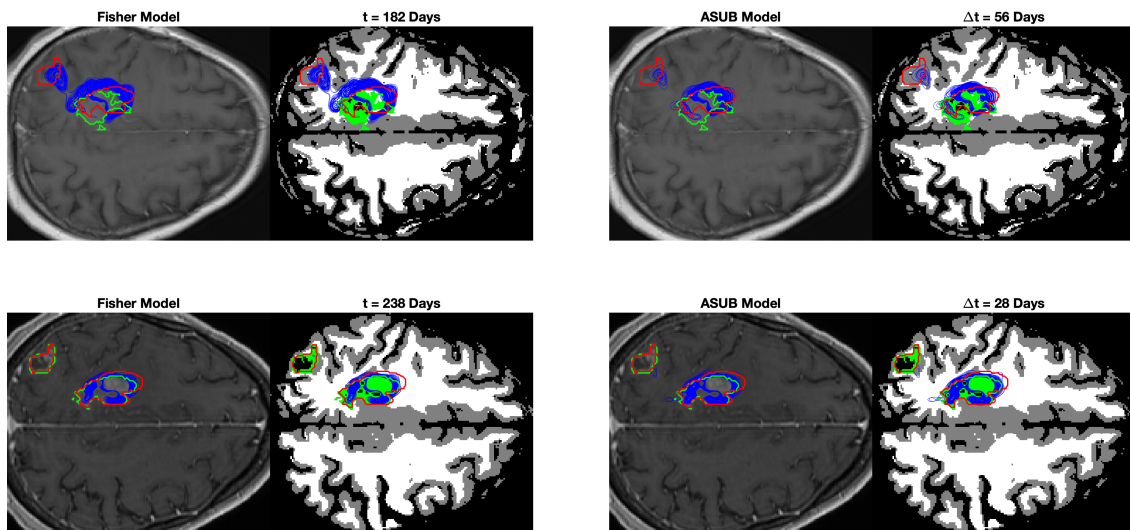 Fisher Model
t = 182 Days
ASUB Model
Δt = 56 Days
Fisher Model
t = 238 Days
ASUB Model
Δt = 28 Days